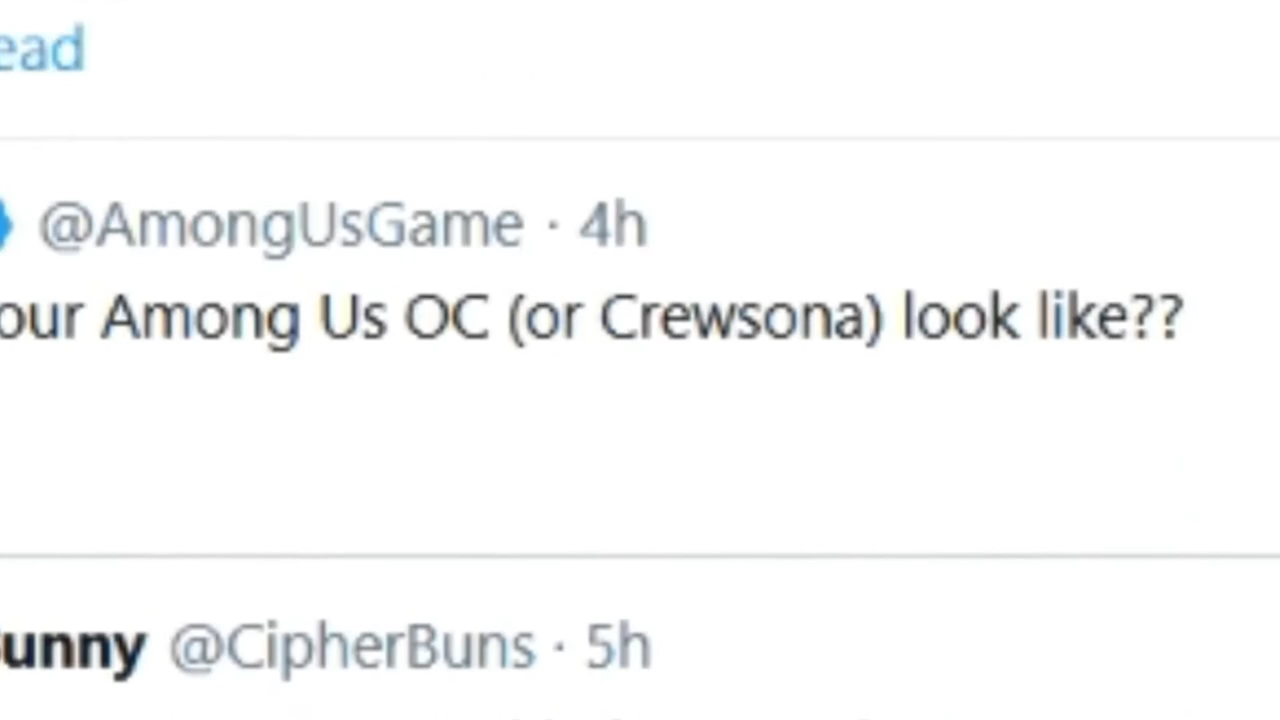 ead
@AmongUsGame · 4h
our Among Us OC (or Crewsona) look like??
unny @CipherBuns · 5h